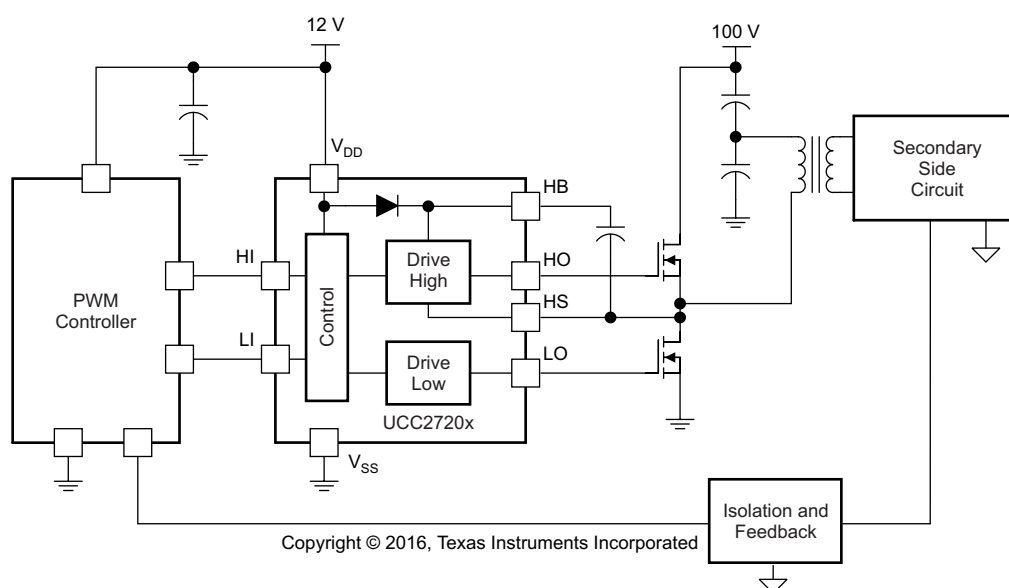 12 V
100 V
V_DD
HB
Secondary
Side
Circuit
HI
Drive
High
HO
PWM
Controller
Control
HS
LI
Drive
Low
LO
UCC2720x
V_SS
Isolation and
Feedback
Copyright © 2016, Texas Instruments Incorporated